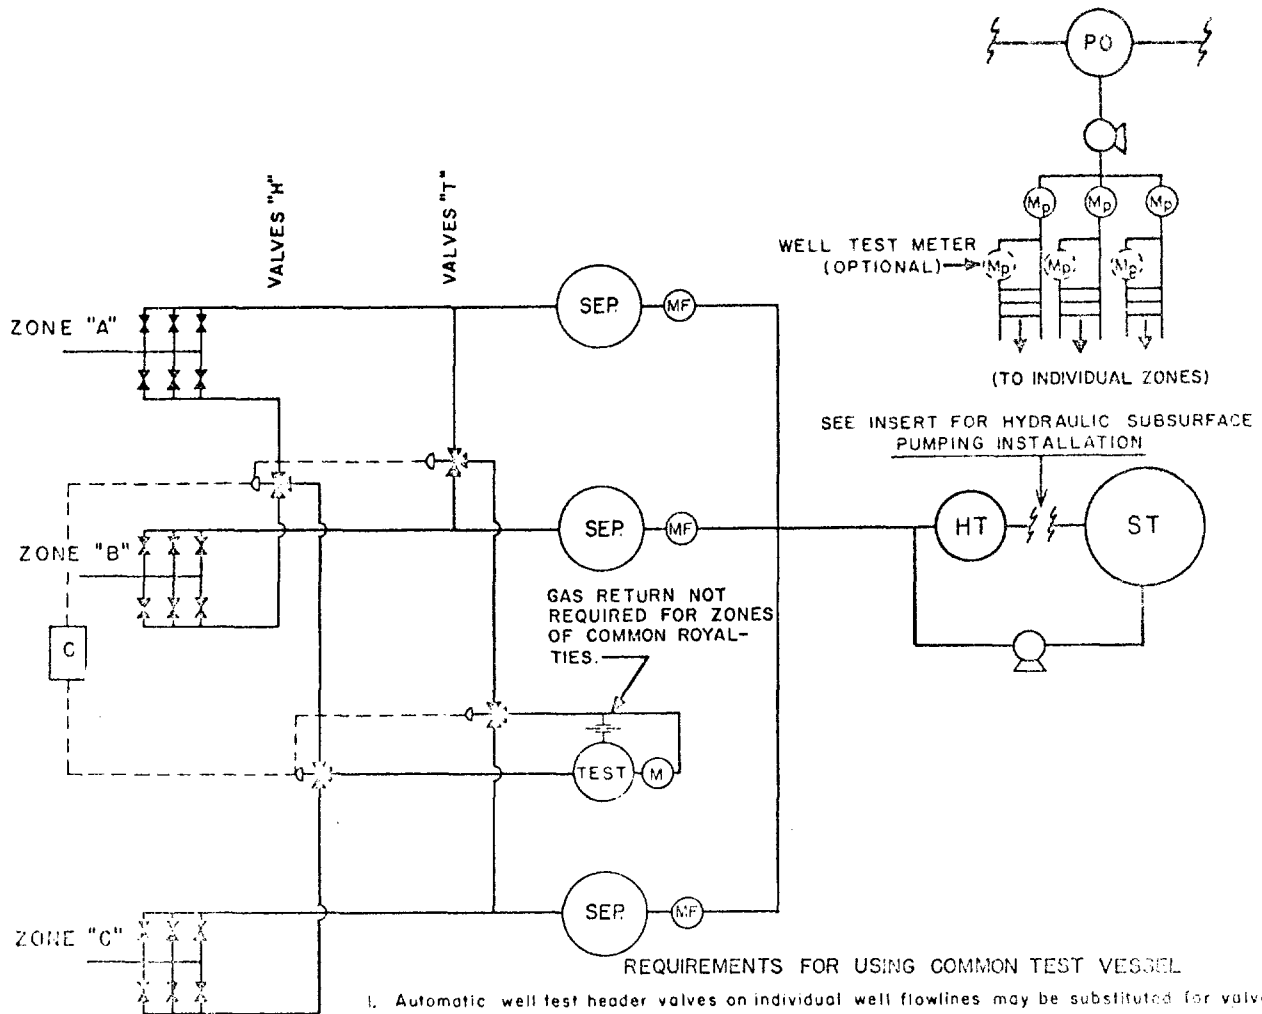 PO
Mp Mp Mp
WELL TEST METER
(OPTIONAL)
Mp Mp Mp
(TO INDIVIDUAL ZONES)
VALVES "H"
VALVES "T"
ZONE "A"
SEP.
MF
SEE INSERT FOR HYDRAULIC SUBSURFACE
PUMPING INSTALLATION
ZONE "B"
SEP.
MF
HT
ST
GAS RETURN NOT
REQUIRED FOR ZONES
OF COMMON ROYAL-
TIES.
C
TEST
M
ZONE "C"
SEP.
MF
REQUIREMENTS FOR USING COMMON TEST VESSEL
1. Automatic well test header valves on individual well flowlines may be substituted for